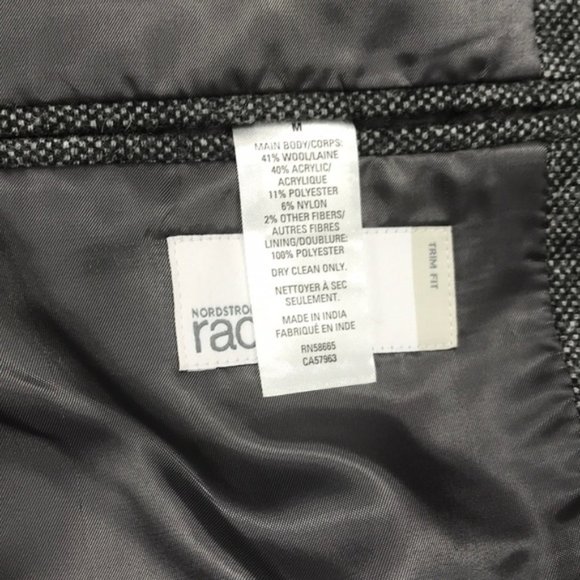 M
MAIN BODY/CORPS:
41% WOOL/LAINE
40% ACRYLIC/
ACRYLIQUE
11% POLYESTER
6% NYLON
2% OTHER FIBERS/
AUTRES FIBRES
LINING/DOUBLURE:
100% POLYESTER
DRY CLEAN ONLY.
NETTOYER À SEC
SEULEMENT.
MADE IN INDIA
FABRIQUÉ EN INDE
RN58665
CA57963
NORDSTRO
rac
TRIM FIT